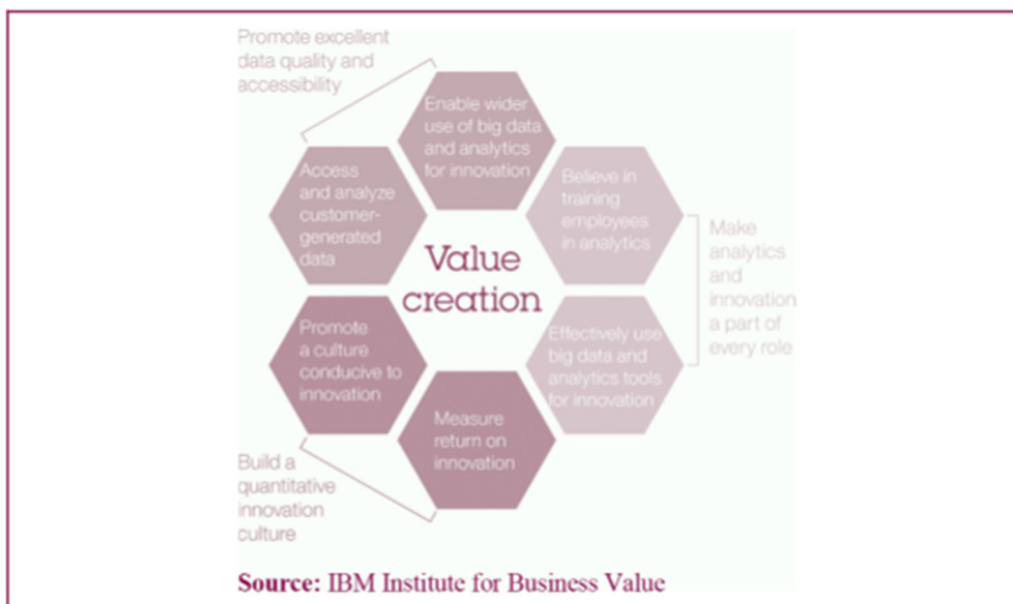 Promote excellent
data quality and
accessibility
Enable wider
use of big data
and analytics
for innovation
Access
and analyze
customer-
generated
data
Believe in
training
employees
in analytics
Make
analytics
and
innovation
a part of
every role
Value
creation
Promote
a culture
conducive to
innovation
Effectively use
big data and
analytics tools
for innovation
Measure
return on
innovation
Build a
quantitative
innovation
culture
Source: IBM Institute for Business Value